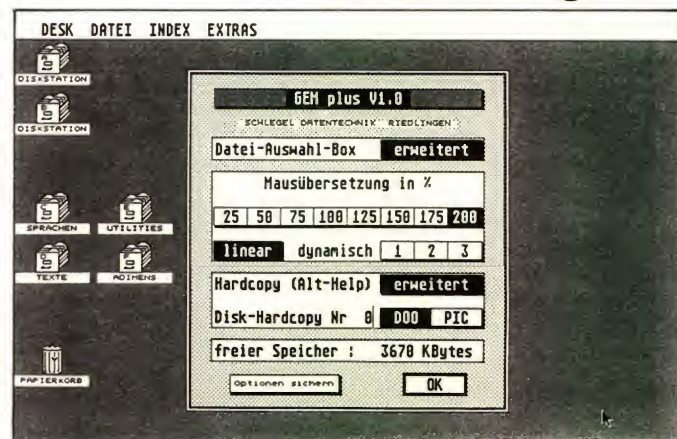 DESK DATEI INDEX EXTRAS
DISKSTATION
DISKSTATION
SPRACHEN UTILITIES
TEXTE ADIMENS
PAPIERKORB
GEM plus V1.0
SCHLEGEL DATENTECHNIK RIEDLINGEN
Datei-Auswahl-Box erweitert
Mausübersetzung in %
25 50 75 100 125 150 175 200
linear dynamisch 1 2 3
Hardcopy (Alt-Help) erweitert
Disk-Hardcopy Nr 0 DOO PIC
freier Speicher : 3670 KBytes
Optionen sichern OK